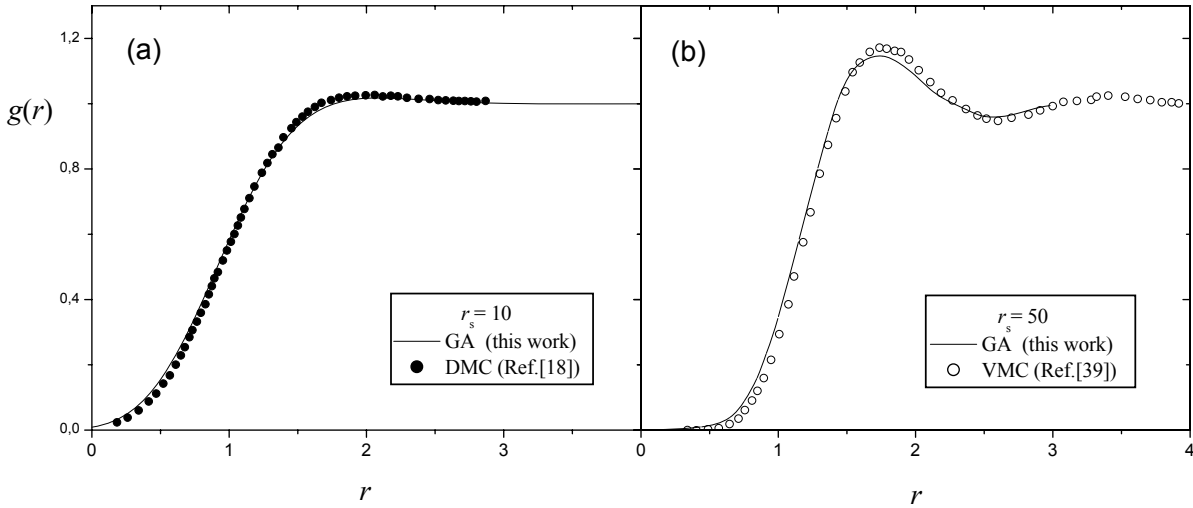 (a)
g(r)
1,2
0,8
0,4
0,0
r_s = 10
GA (this work)
DMC (Ref.[18])
0 1 2 3
r
(b)
r_s = 50
GA (this work)
VMC (Ref.[39])
0 1 2 3 4
r